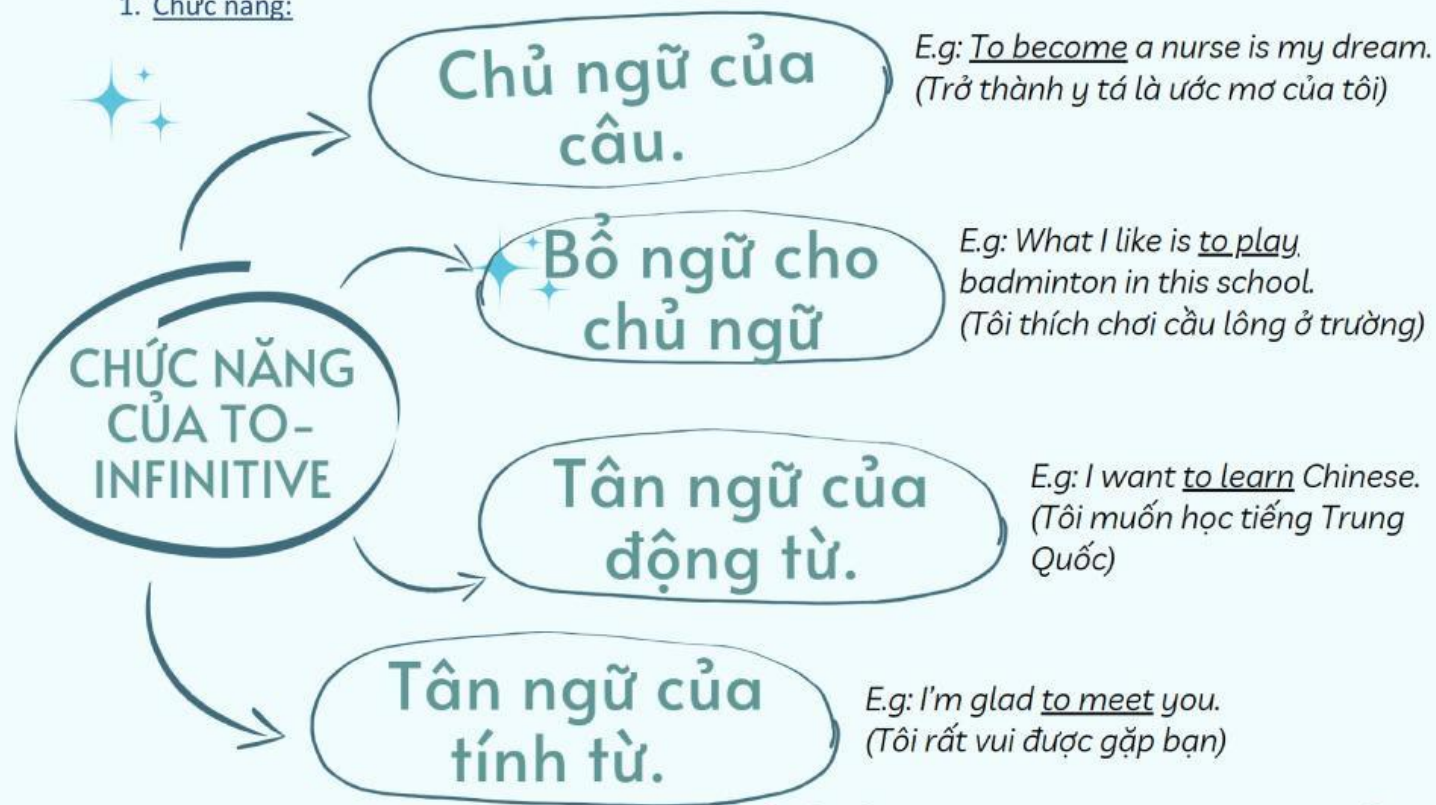 1. Chức năng:
Chủ ngữ của
câu.
E.g: To become a nurse is my dream.
(Trở thành y tá là ước mơ của tôi)
Bổ ngữ cho
chủ ngữ
E.g: What I like is to play
badminton in this school.
(Tôi thích chơi cầu lông ở trường)
CHỨC NĂNG
CỦA TO-
INFINITIVE
Tân ngữ của
động từ.
E.g: I want to learn Chinese.
(Tôi muốn học tiếng Trung
Quốc)
Tân ngữ của
tính từ.
E.g: I'm glad to meet you.
(Tôi rất vui được gặp bạn)